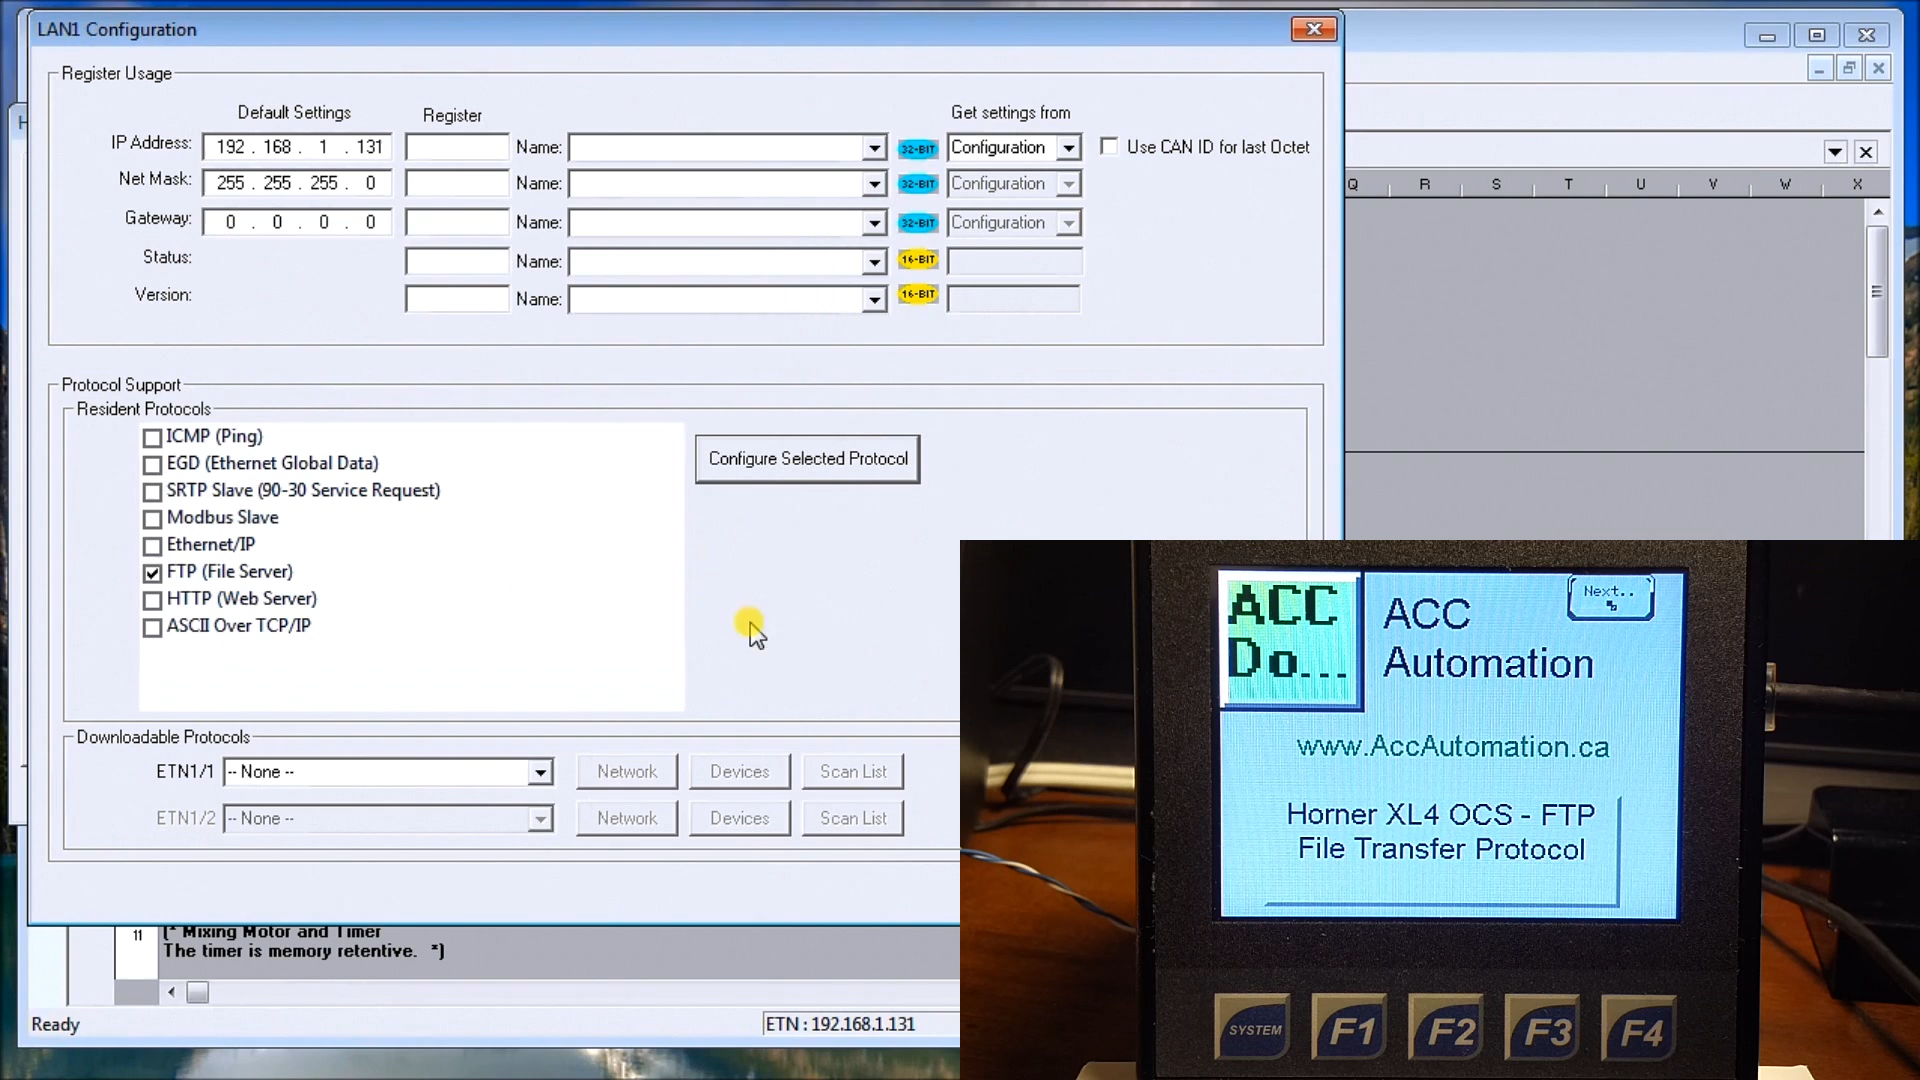 LAN1 Configuration
Register Usage
Default Settings
Register
Get settings from
IP Address: 192 . 168 . 1 . 131 Name: 32-BIT Configuration Use CAN ID for last Octet
Net Mask: 255 . 255 . 255 . 0 Name: 32-BIT Configuration
Gateway: 0 . 0 . 0 . 0 Name: 32-BIT Configuration
Status: Name: 16-BIT
Version: Name: 16-BIT
Q R S T U V W X
Protocol Support
Resident Protocols
ICMP (Ping)
EGD (Ethernet Global Data)
SRTP Slave (90-30 Service Request)
Modbus Slave
Ethernet/IP
FTP (File Server)
HTTP (Web Server)
ASCII Over TCP/IP
Configure Selected Protocol
Downloadable Protocols
ETN1/1 -- None -- Network Devices Scan List
ETN1/2 -- None -- Network Devices Scan List
11 (* Mixing Motor and Timer
The timer is memory retentive. *)
Ready
ETN : 192.168.1.131
ACC
Do...
ACC
Automation
Next..
www.AccAutomation.ca
Horner XL4 OCS - FTP
File Transfer Protocol
SYSTEM F1 F2 F3 F4